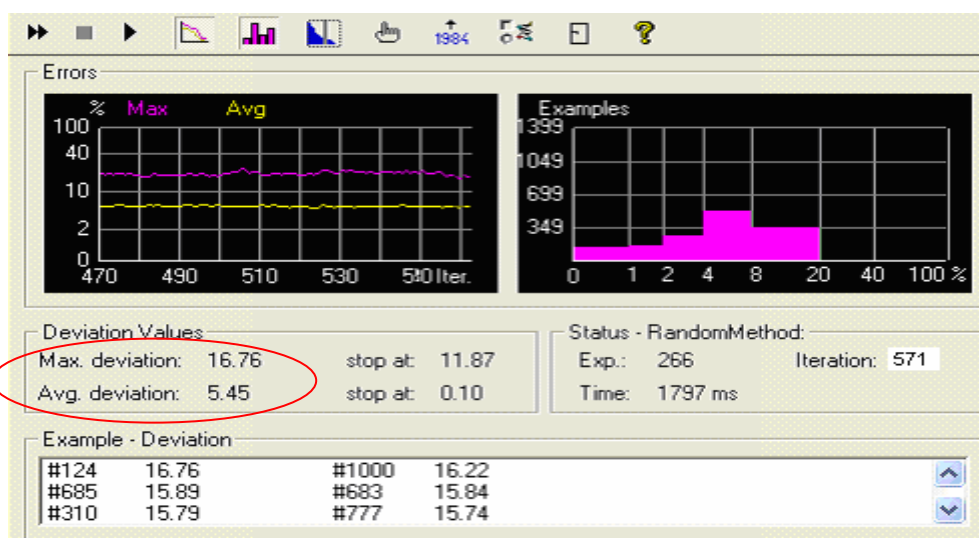 1984
Errors
% Max Avg
100
40
10
2
0
470 490 510 530 Iter.
Examples
1399
1049
699
349
0 1 2 4 8 20 40 100 %
Deviation Values
Max. deviation: 16.76 stop at: 11.87
Avg. deviation: 5.45 stop at: 0.10
Status - RandomMethod:
Exp.: 266 Iteration: 571
Time: 1797 ms
Example - Deviation
#124 16.76 #1000 16.22
#685 15.89 #683 15.84
#310 15.79 #777 15.74